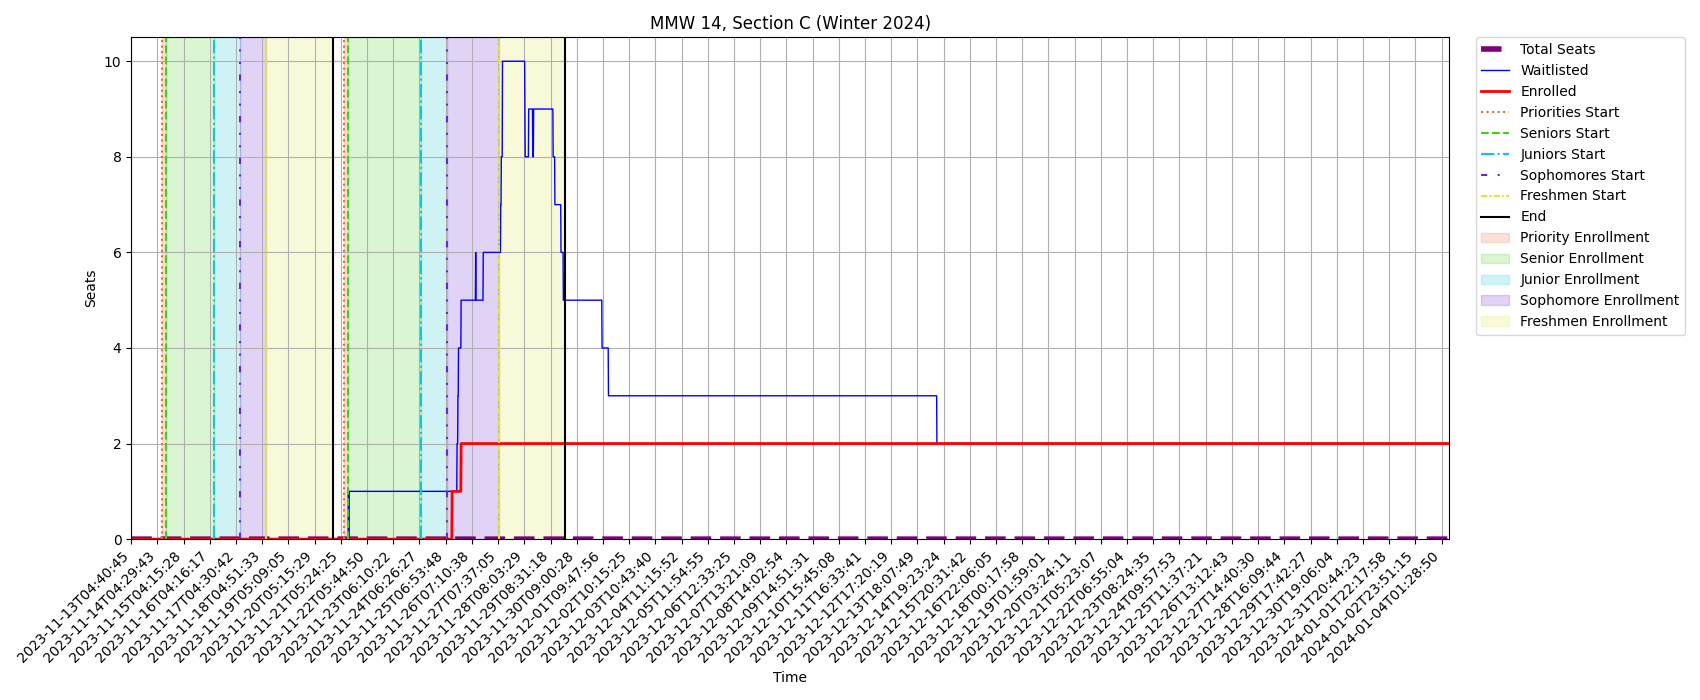 MMW 14, Section C (Winter 2024)
Seats
10
8
6
4
2
0
2023-11-13T04:40:45
2023-11-14T04:29:43
2023-11-15T04:15:28
2023-11-16T04:16:17
2023-11-17T04:30:42
2023-11-18T04:51:33
2023-11-19T05:09:05
2023-11-20T05:15:29
2023-11-21T05:24:25
2023-11-22T05:44:50
2023-11-23T06:10:22
2023-11-24T06:26:27
2023-11-25T06:53:48
2023-11-26T07:10:38
2023-11-27T07:37:05
2023-11-28T08:03:29
2023-11-29T08:31:18
2023-11-30T09:00:28
2023-12-01T09:47:56
2023-12-02T10:15:25
2023-12-03T10:43:40
2023-12-04T11:15:52
2023-12-05T11:54:55
2023-12-06T12:33:25
2023-12-07T13:21:09
2023-12-08T14:02:54
2023-12-09T14:51:31
2023-12-10T15:45:08
2023-12-11T16:33:41
2023-12-12T17:20:19
2023-12-13T18:07:49
2023-12-14T19:23:24
2023-12-15T20:31:42
2023-12-16T22:06:05
2023-12-18T00:17:58
2023-12-19T01:59:01
2023-12-20T03:24:11
2023-12-21T05:23:07
2023-12-22T06:55:04
2023-12-23T08:24:35
2023-12-24T09:57:53
2023-12-25T11:37:21
2023-12-26T13:12:43
2023-12-27T14:40:30
2023-12-28T16:09:44
2023-12-29T17:42:27
2023-12-30T19:06:04
2023-12-31T20:44:23
2024-01-01T22:17:58
2024-01-02T23:51:15
2024-01-04T01:28:50
Time
Total Seats
Waitlisted
Enrolled
Priorities Start
Seniors Start
Juniors Start
Sophomores Start
Freshmen Start
End
Priority Enrollment
Senior Enrollment
Junior Enrollment
Sophomore Enrollment
Freshmen Enrollment